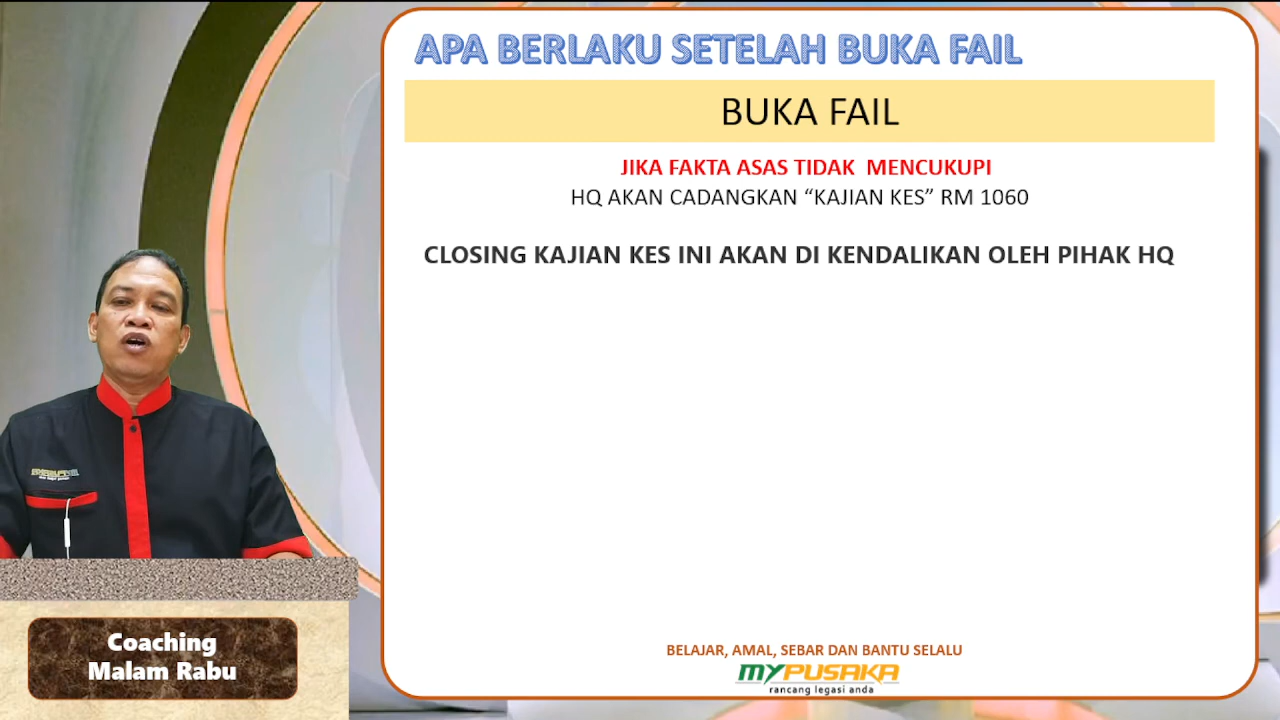 APA BERLAKU SETELAH BUKA FAIL
BUKA FAIL
JIKA FAKTA ASAS TIDAK MENCUKUPI
HQ AKAN CADANGKAN “KAJIAN KES” RM 1060
CLOSING KAJIAN KES INI AKAN DI KENDALIKAN OLEH PIHAK HQ
BELAJAR, AMAL, SEBAR DAN BANTU SELALU
MYPUSAKA
rancang legasi anda
Coaching
Malam Rabu